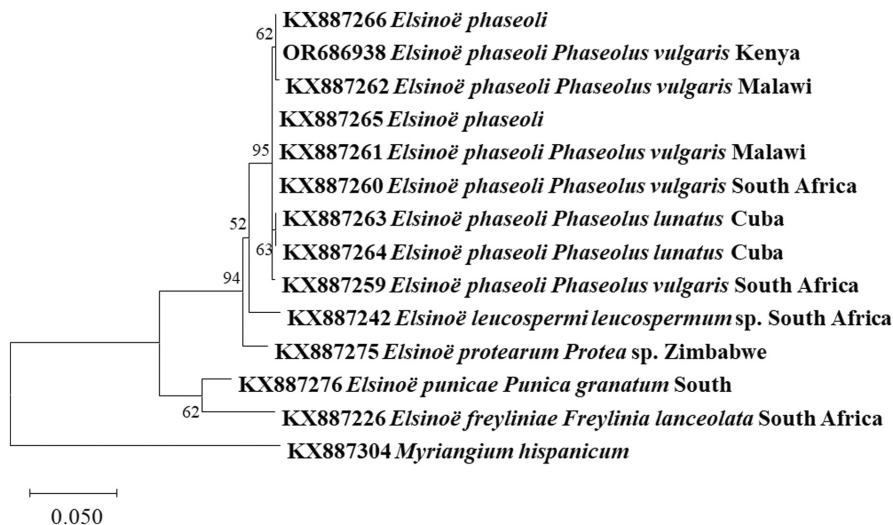 KX887266 Elsinoë phaseoli
62
OR686938 Elsinoë phaseoli Phaseolus vulgaris Kenya
KX887262 Elsinoë phaseoli Phaseolus vulgaris Malawi
KX887265 Elsinoë phaseoli
95
KX887261 Elsinoë phaseoli Phaseolus vulgaris Malawi
KX887260 Elsinoë phaseoli Phaseolus vulgaris South Africa
52
KX887263 Elsinoë phaseoli Phaseolus lunatus Cuba
63
KX887264 Elsinoë phaseoli Phaseolus lunatus Cuba
94
KX887259 Elsinoë phaseoli Phaseolus vulgaris South Africa
KX887242 Elsinoë leucospermi leucospermum sp. South Africa
KX887275 Elsinoë protearum Protea sp. Zimbabwe
KX887276 Elsinoë punicae Punica granatum South
62
KX887226 Elsinoë freyliniae Freylinia lanceolata South Africa
KX887304 Myriangium hispanicum
0.050